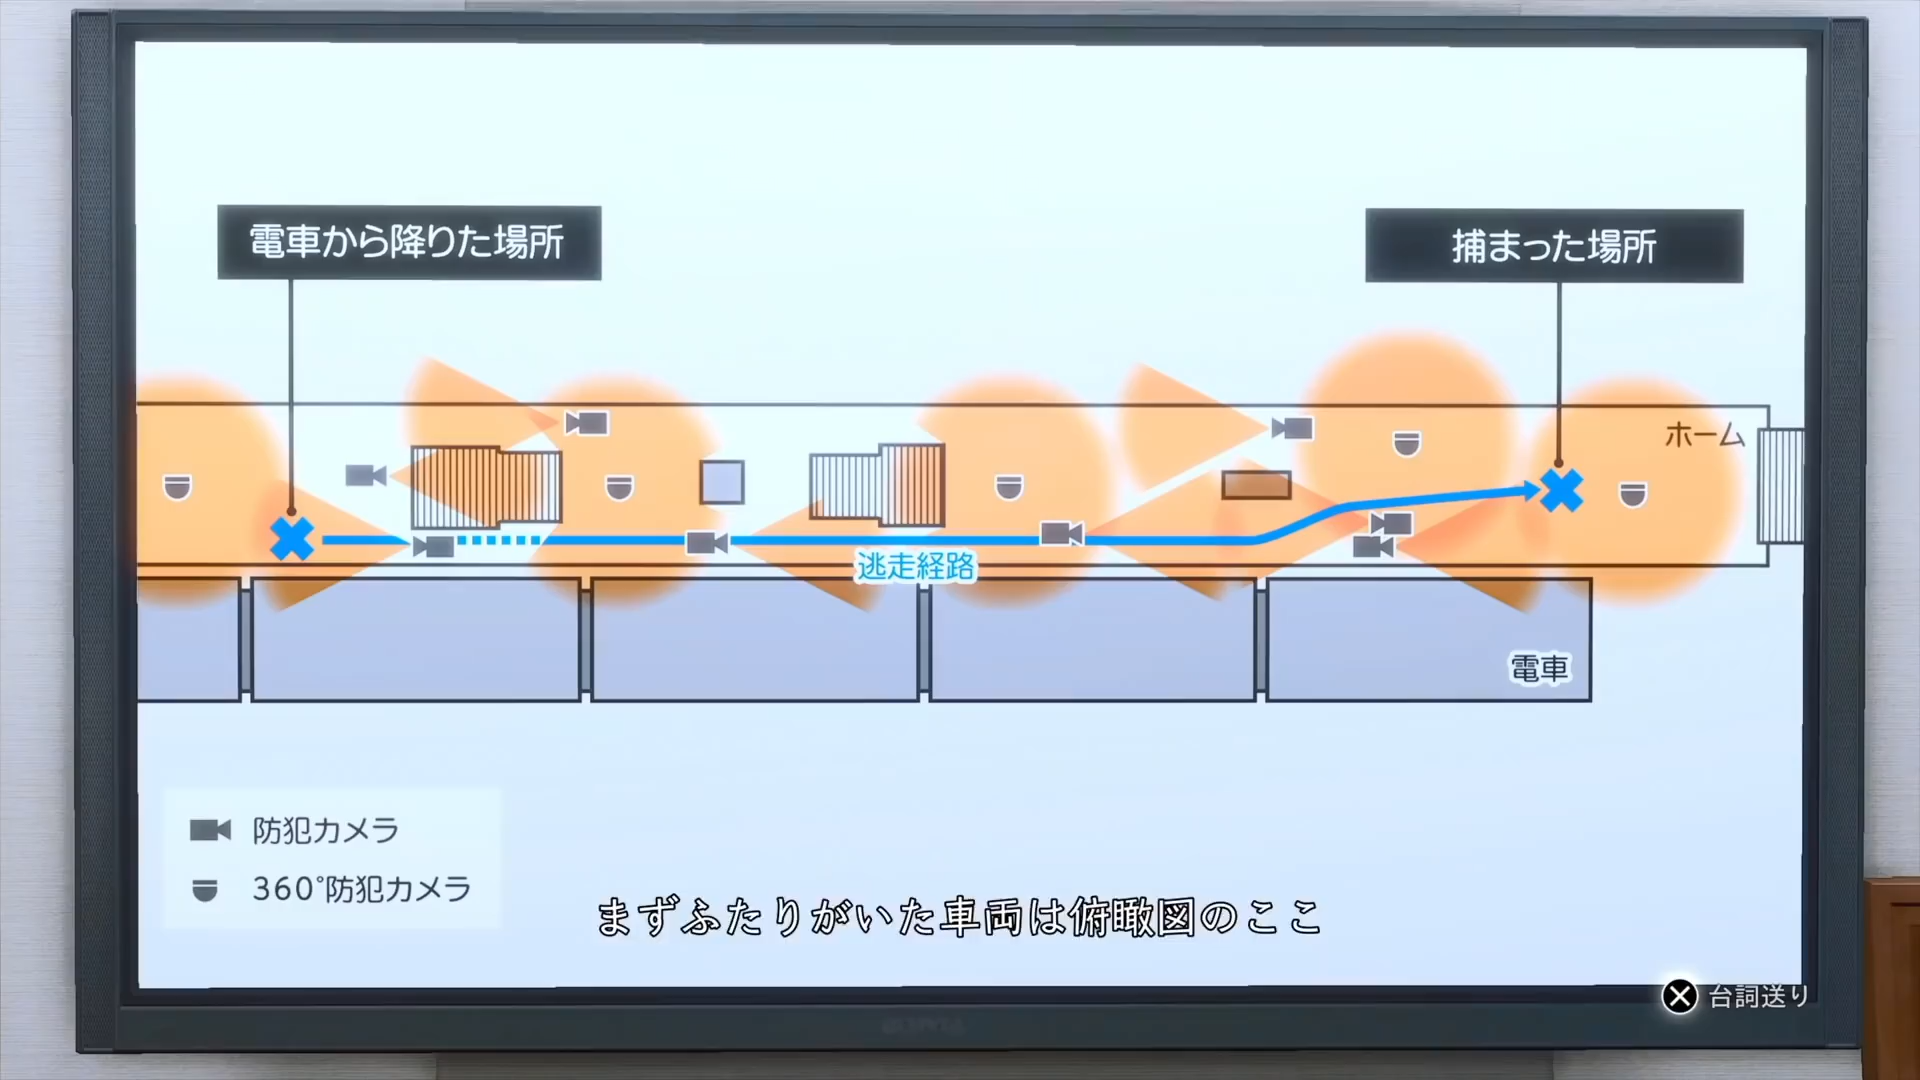 電車から降りた場所
捕まった場所
ホーム
逃走経路
電車
防犯カメラ
360°防犯カメラ
まずふたりがいた車両は俯瞰図のここ
台詞送り